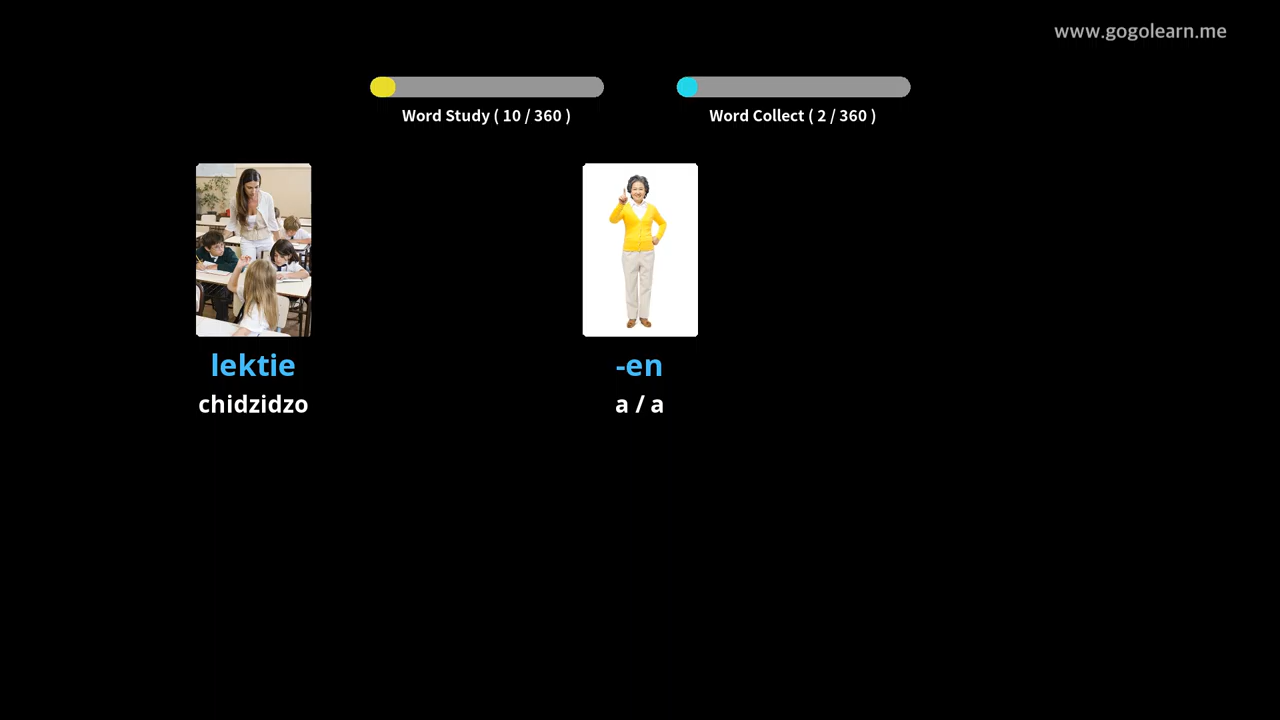 www.gogolearn.me
Word Study ( 10 / 360 )
Word Collect ( 2 / 360 )
lektie
chidzidzo
-en
a / a